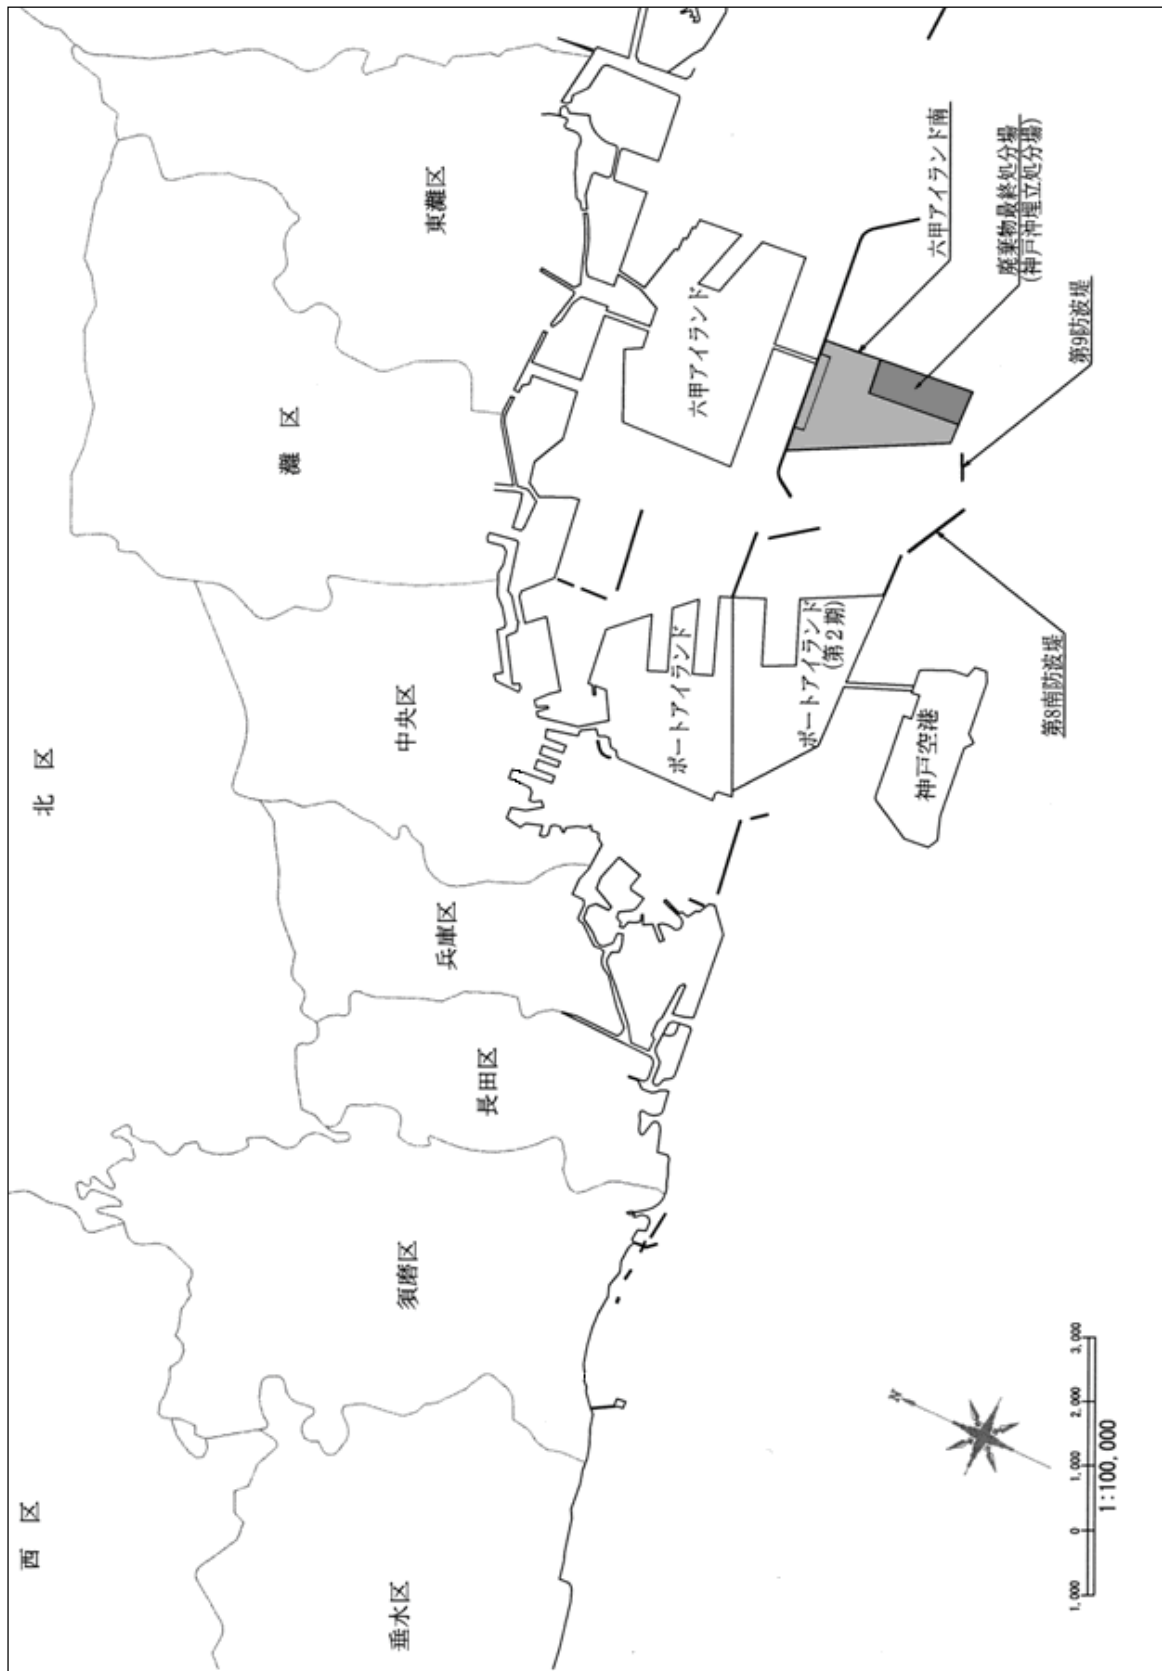 西　区
北　区
垂水区
須磨区
長田区
兵庫区
中央区
灘　区
東灘区
六甲アイランド
ポートアイランド
ポートアイランド
(第２期)
神戸空港
六甲アイランド南
廃棄物最終処分場
(神戸沖埋立処分場)
第9防波堤
第8南防波堤
N
1,000 0 1,000 2,000 3,000
1:100,000